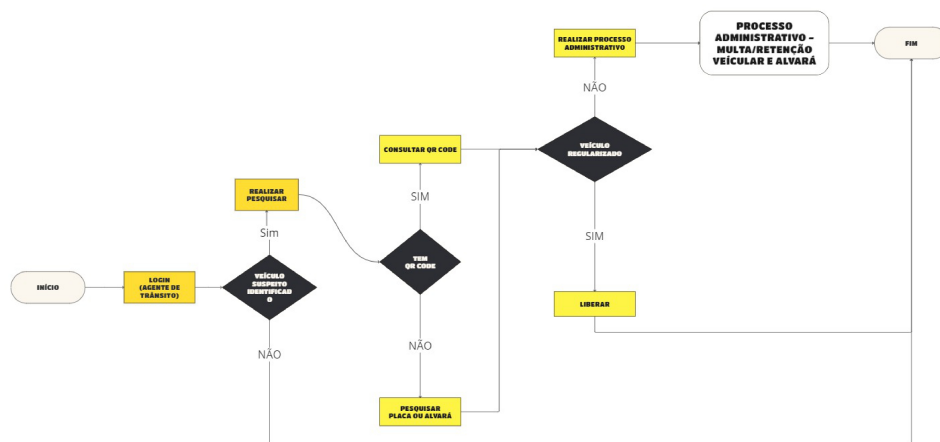 INÍCIO
LOGIN
(AGENTE DE
TRÂNSITO)
VEÍCULO
SUSPEITO
IDENTIFICAD
O
Sim
REALIZAR
PESQUISAR
NÃO
TEM
QR CODE
SIM
CONSULTAR QR CODE
NÃO
PESQUISAR
PLACA OU ALVARÁ
VEÍCULO
REGULARIZADO
NÃO
REALIZAR PROCESSO
ADMINISTRATIVO
PROCESSO
ADMINISTRATIVO –
MULTA/RETENÇÃO
VEÍCULAR E ALVARÁ
SIM
LIBERAR
FIM